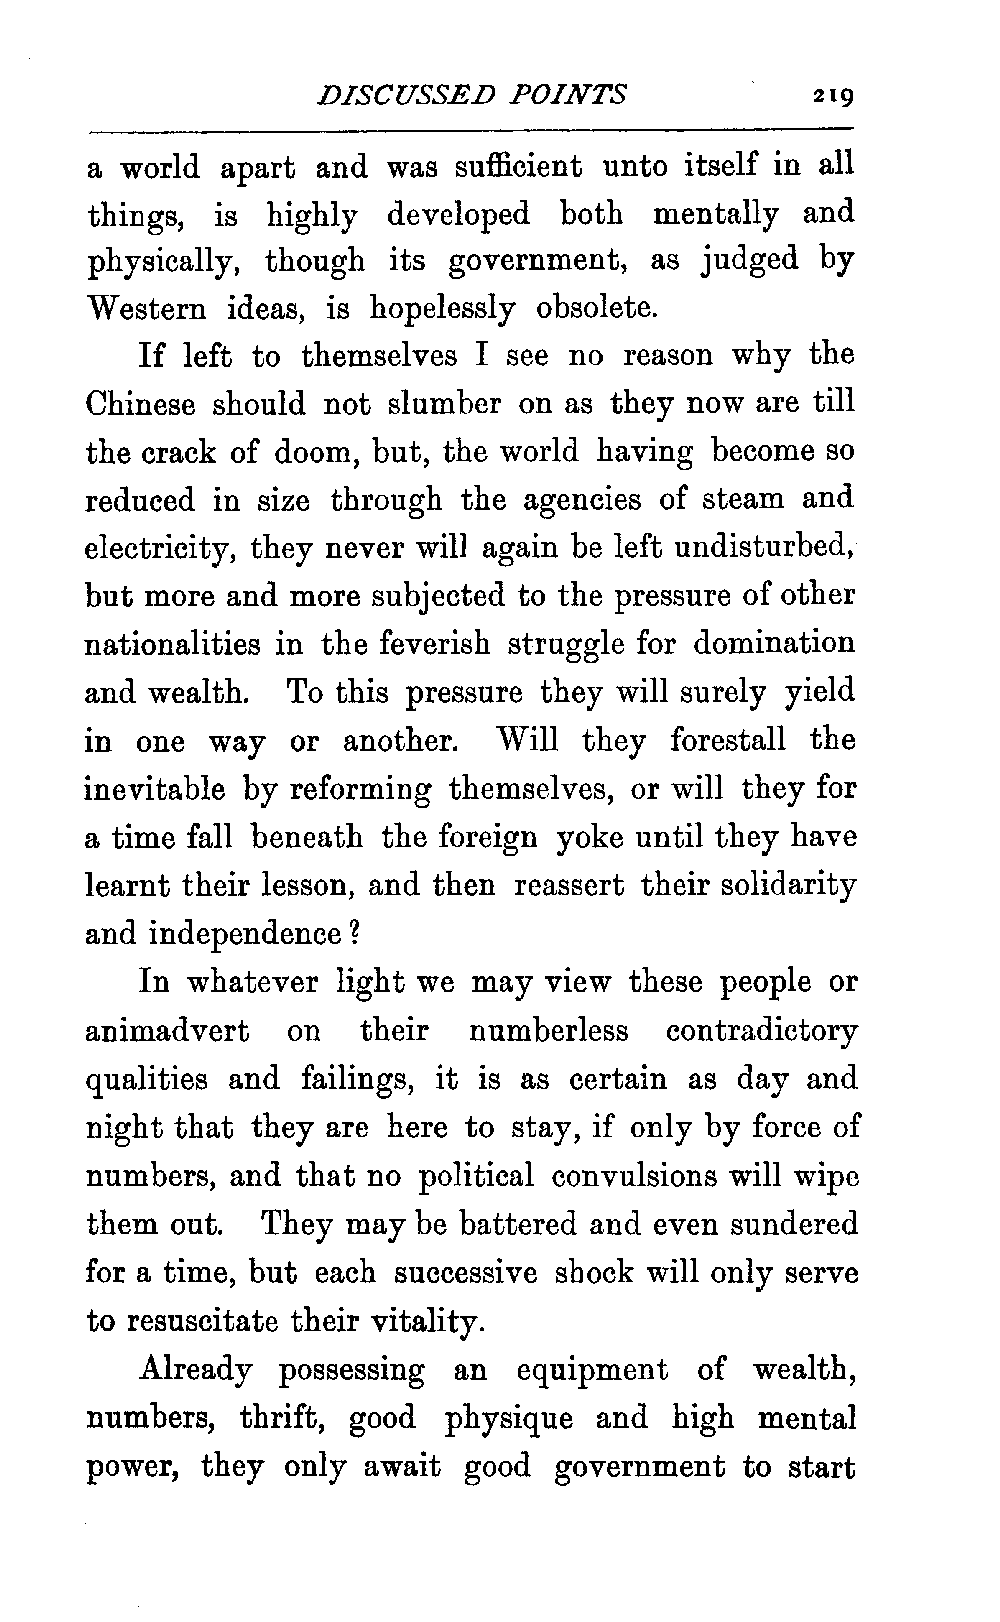 DISCUSSED POINTS 219
a world apart and was sufficient unto itself in all
things, is highly developed both mentally and
physically, though its government, as judged by
Western ideas, is hopelessly obsolete.
If left to themselves I see no reason why the
Chinese should not slumber on as they now are till
the crack of doom, but, the world having become so
reduced in size through the agencies of steam and
electricity, they never will again be left undisturbed,
but more and more subjected to the pressure of other
nationalities in the feverish struggle for domination
and wealth. To this pressure they will surely yield
in one way or another. Will they forestall the
inevitable by reforming themselves, or will they for
a time fall beneath the foreign yoke until they have
learnt their lesson, and then reassert their solidarity
and independence?
In whatever light we may view these people or
animadvert on their numberless contradictory
qualities and failings, it is as certain as day and
night that they are here to stay, if only by force of
numbers, and that no political convulsions will wipe
them out. They may be battered and even sundered
for a time, but each successive shock will only serve
to resuscitate their vitality.
Already possessing an equipment of wealth,
numbers, thrift, good physique and high mental
power, they only await good government to start